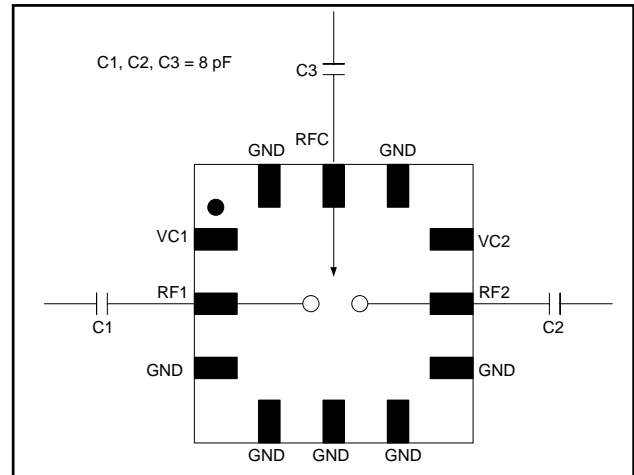 C1, C2, C3 = 8 pF
C3
RFC
GND
GND
VC1
VC2
RF1
RF2
C1
C2
GND
GND
GND
GND
GND